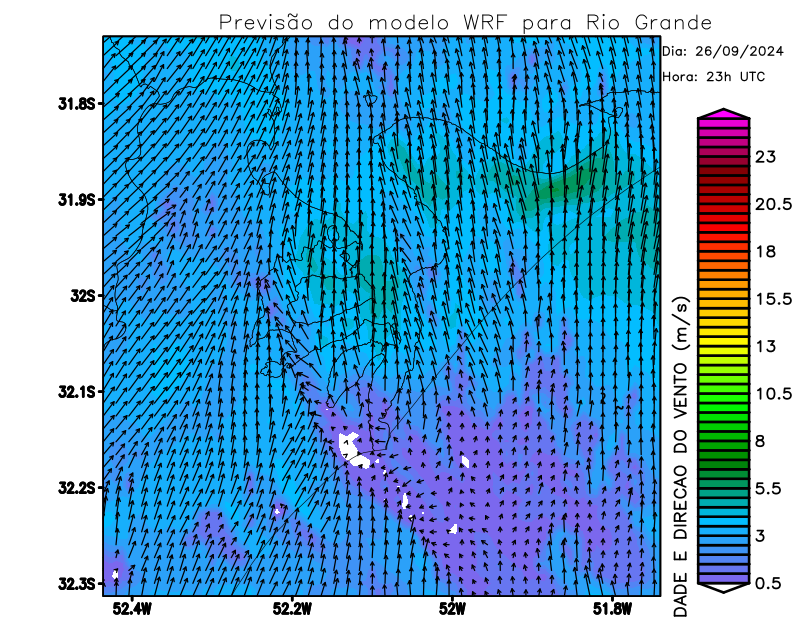 Previsão do modelo WRF para Rio Grande
Dia: 26/09/2024
Hora: 23h UTC
31.8S
31.9S
32S
32.1S
32.2S
32.3S
52.4W
52.2W
52W
51.8W
23
20.5
18
15.5
13
10.5
8
5.5
3
0.5
DADE E DIRECAO DO VENTO (m/s)